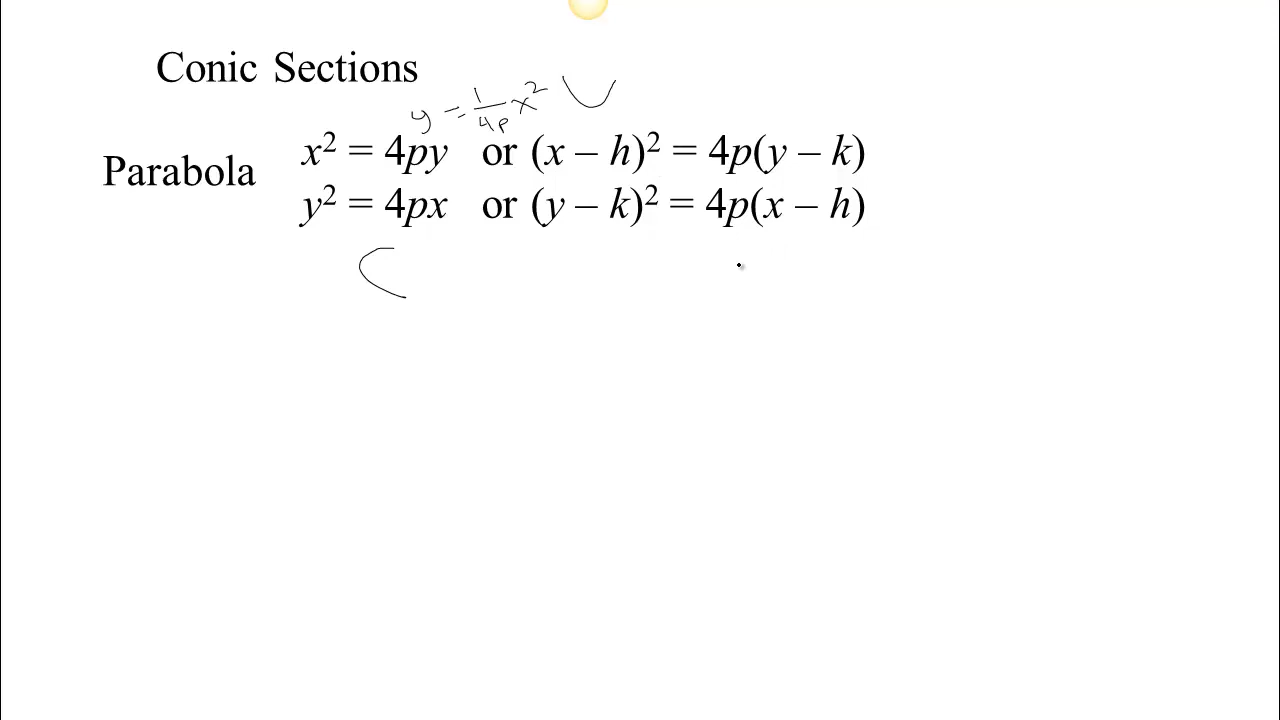 Conic Sections
y = 1/4p x²
x² = 4py or (x – h)² = 4p(y – k)
Parabola
y² = 4px or (y – k)² = 4p(x – h)